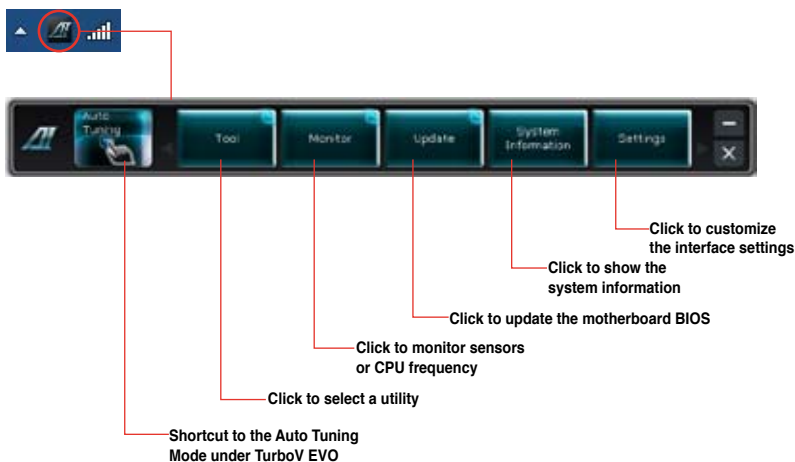 Auto
Tuning
Tool
Monitor
Update
System
Information
Settings
Click to customize
the interface settings
Click to show the
system information
Click to update the motherboard BIOS
Click to monitor sensors
or CPU frequency
Click to select a utility
Shortcut to the Auto Tuning
Mode under TurboV EVO